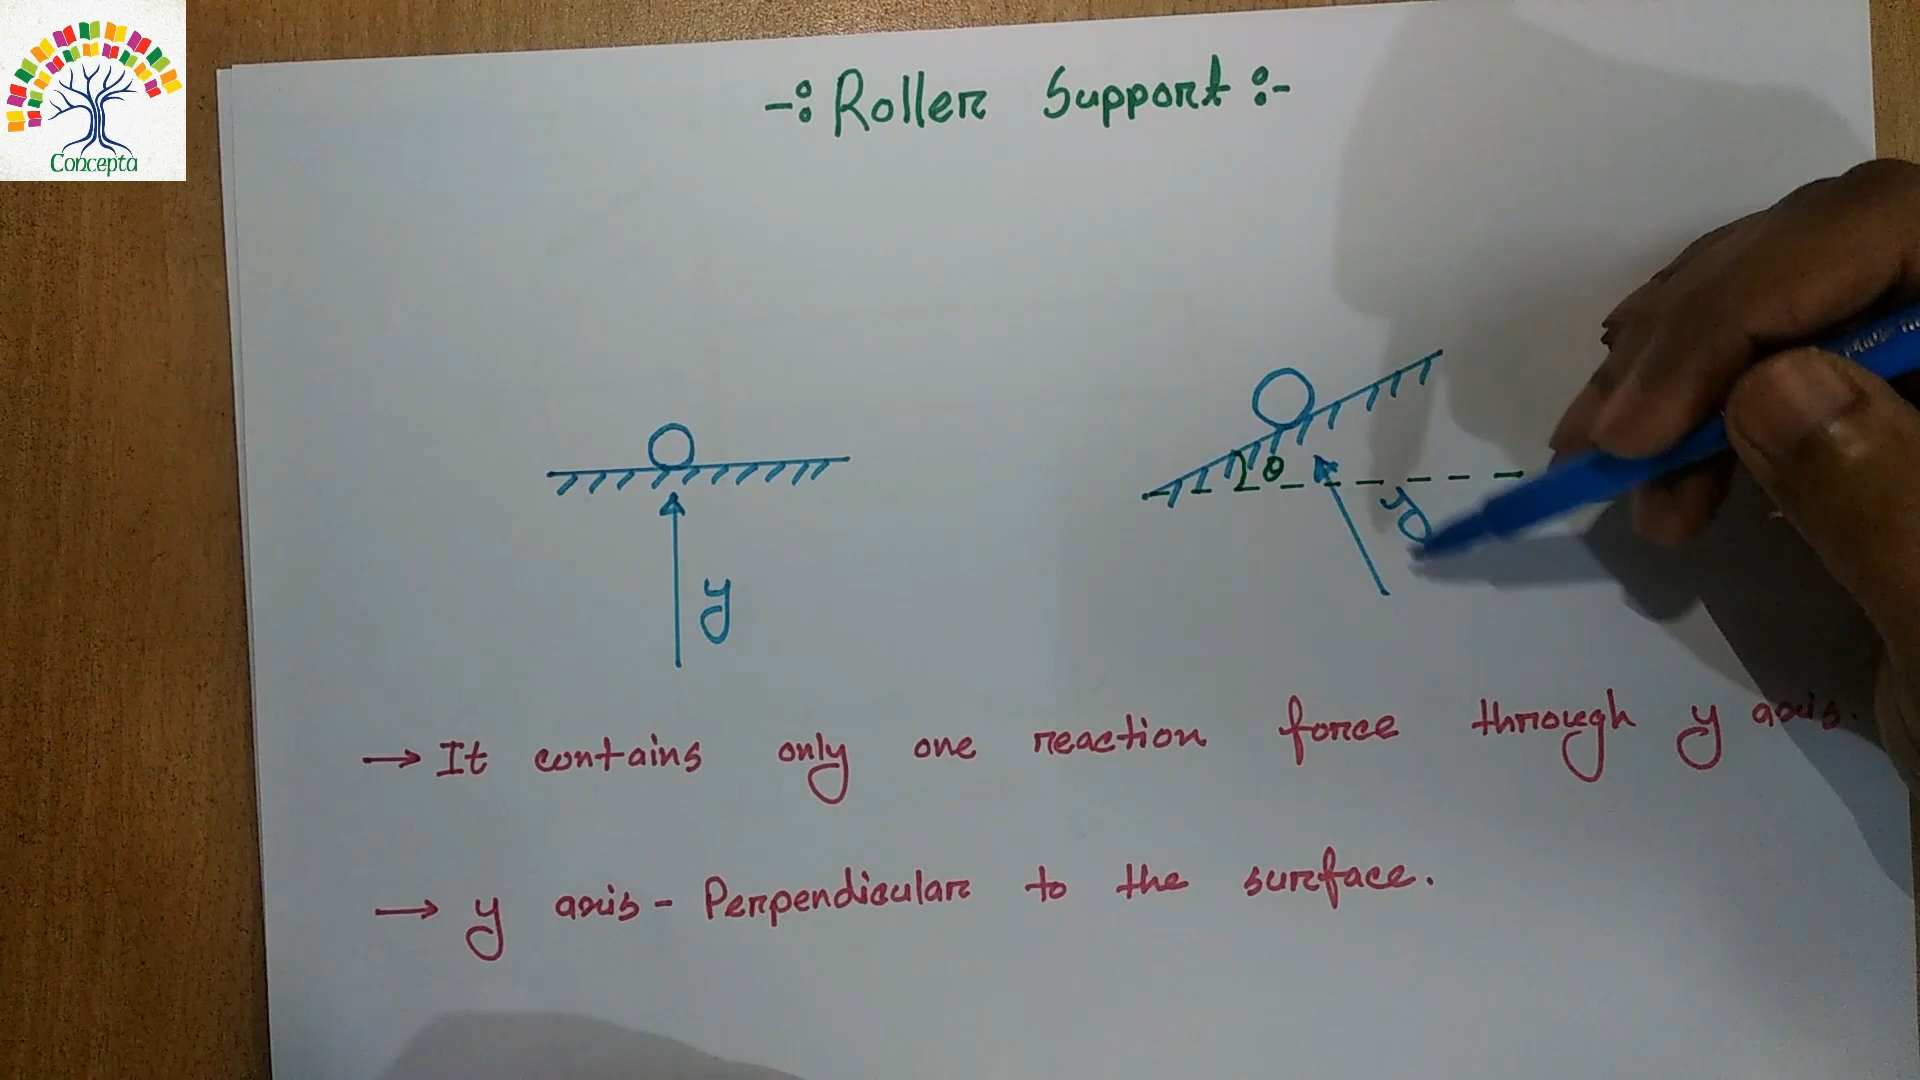 Concepta
-: Roller Support :-
y
θ
y
→ It contains only one reaction force through y axis.
→ y axis - Perpendicular to the surface.